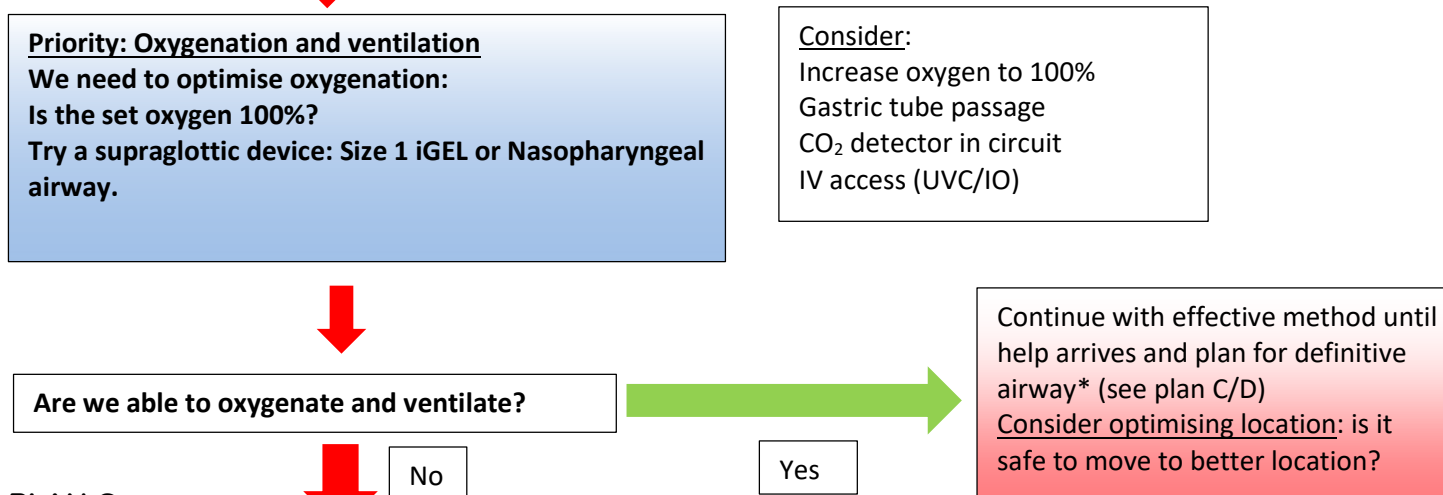 Priority: Oxygenation and ventilation
We need to optimise oxygenation:
Is the set oxygen 100%?
Try a supraglottic device: Size 1 iGEL or Nasopharyngeal
airway.
Consider:
Increase oxygen to 100%
Gastric tube passage
CO₂ detector in circuit
IV access (UVC/IO)
Are we able to oxygenate and ventilate?
Continue with effective method until
help arrives and plan for definitive
airway* (see plan C/D)
Consider optimising location: is it
safe to move to better location?
No
Yes